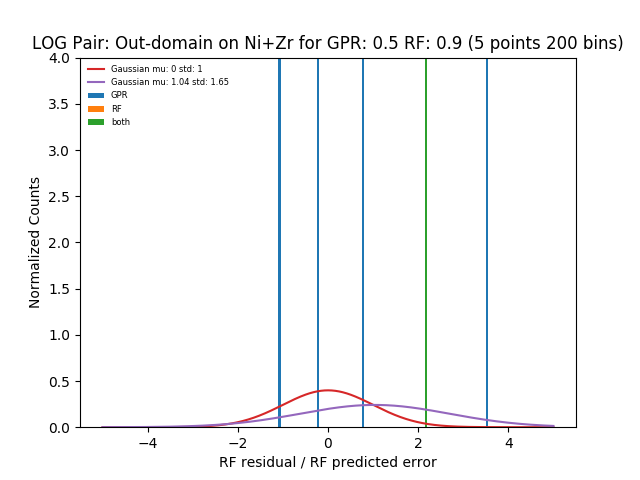 LOG Pair: Out-domain on Ni+Zr for GPR: 0.5 RF: 0.9 (5 points 200 bins)
Gaussian mu: 0 std: 1
Gaussian mu: 1.04 std: 1.65
GPR
RF
both
4.0
3.5
3.0
2.5
2.0
1.5
1.0
0.5
0.0
Normalized Counts
−4 −2 0 2 4
RF residual / RF predicted error